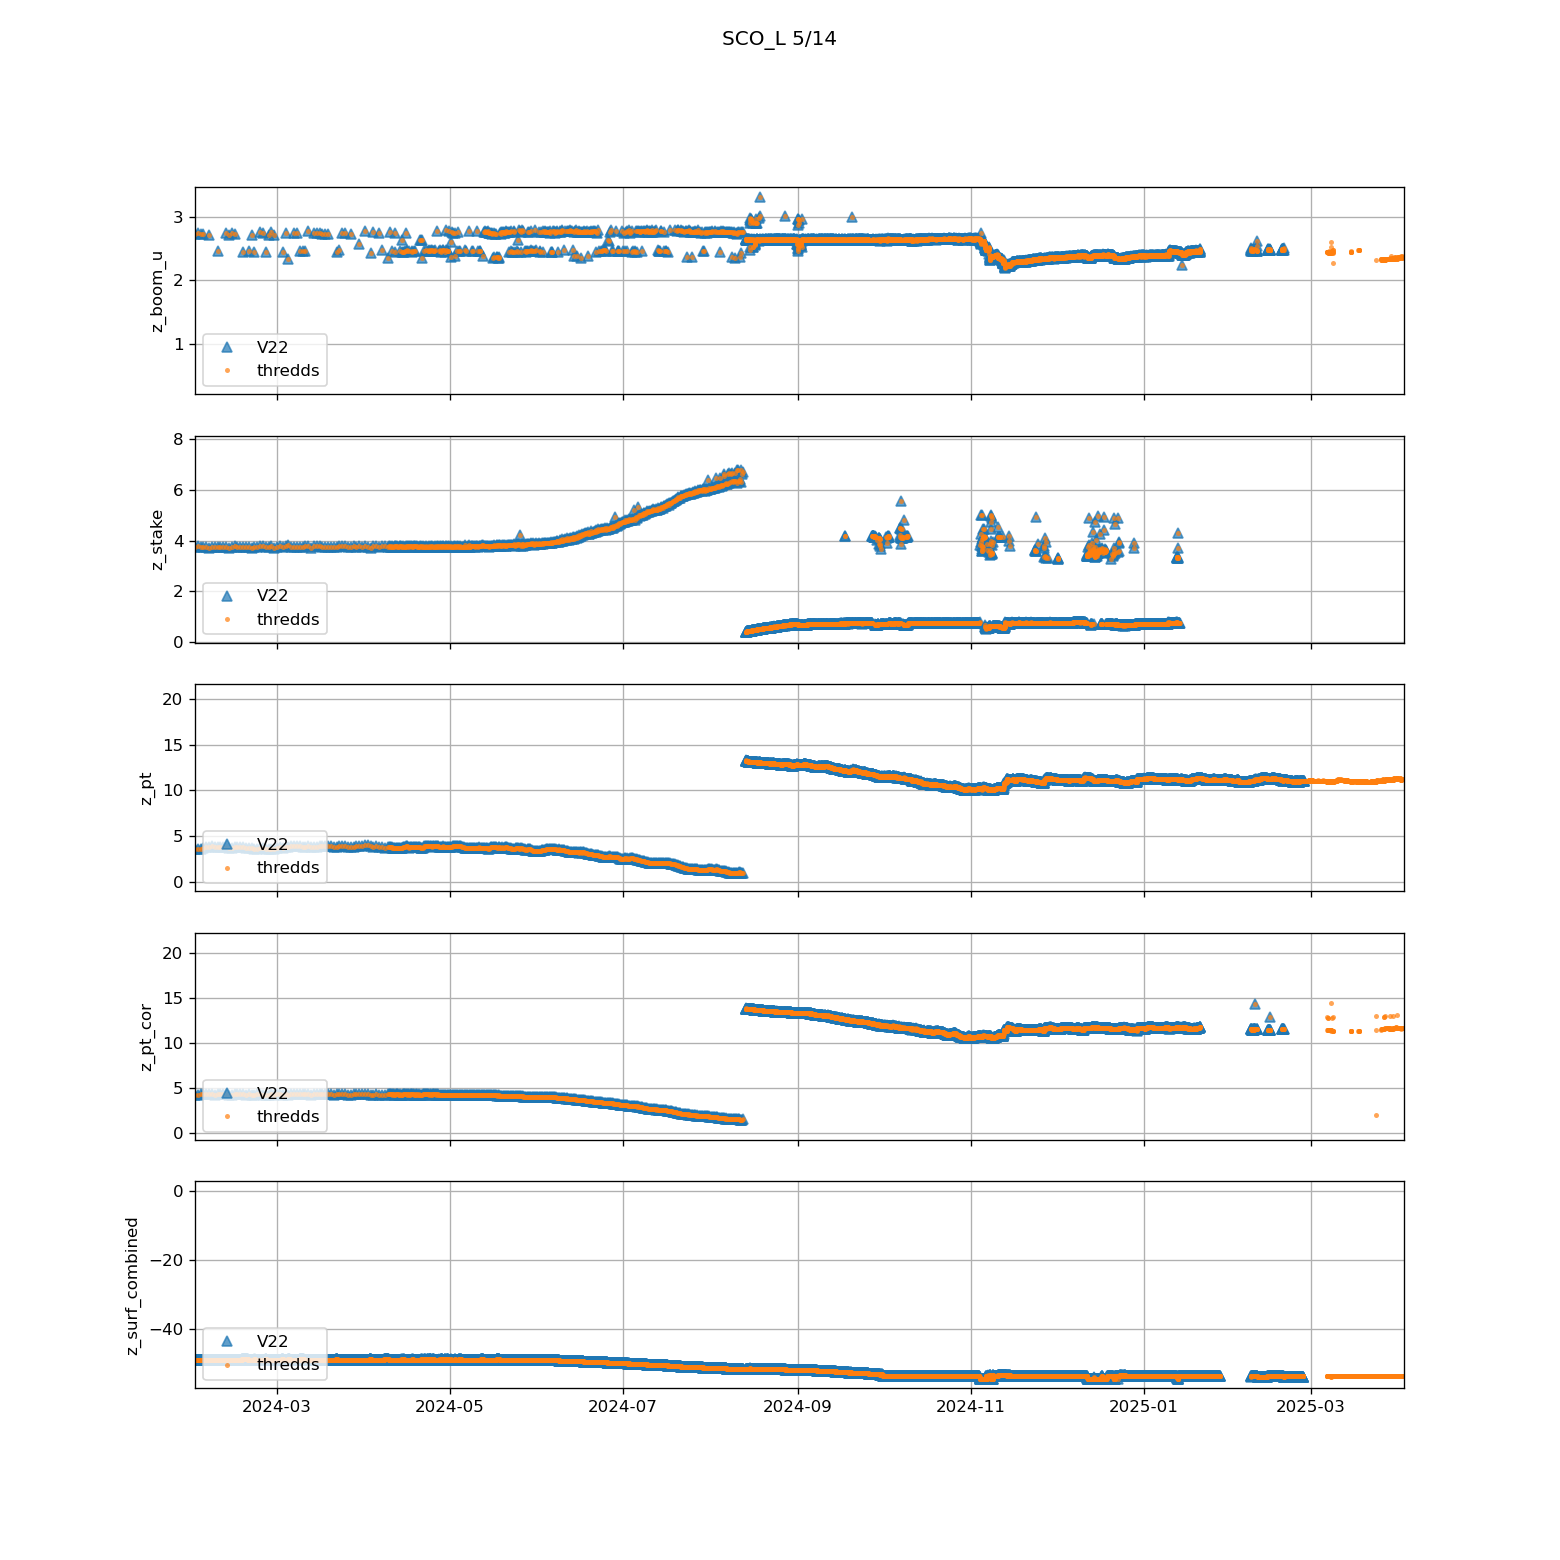 SCO_L 5/14
3
2
1
z_boom_u
V22
thredds
8
6
4
2
0
z_stake
V22
thredds
20
15
10
5
0
z_pt
V22
thredds
20
15
10
5
0
z_pt_cor
V22
thredds
0
−20
−40
z_surf_combined
V22
thredds
2024-03 2024-05 2024-07 2024-09 2024-11 2025-01 2025-03